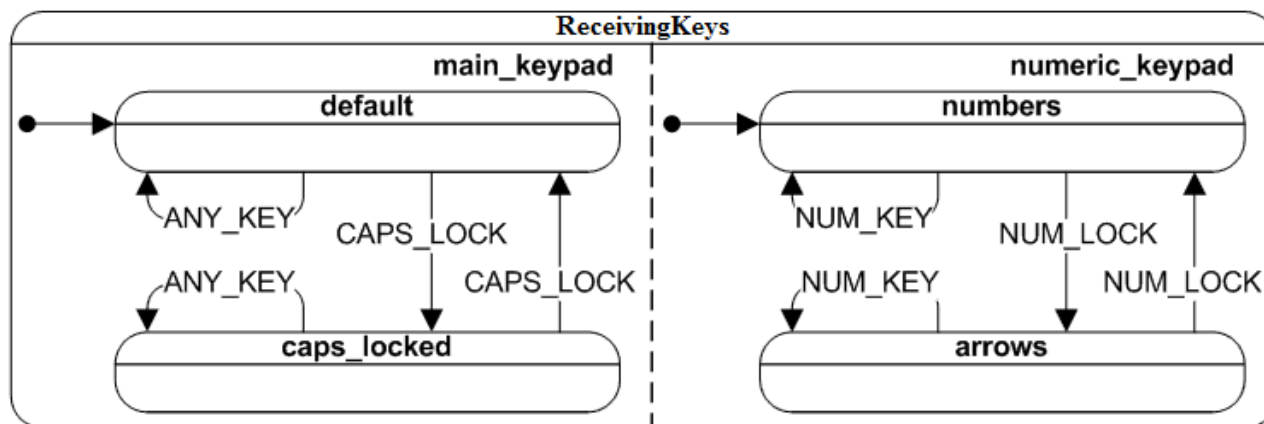 ReceivingKeys
main_keypad
default
ANY_KEY
CAPS_LOCK
ANY_KEY
CAPS_LOCK
caps_locked
numeric_keypad
numbers
NUM_KEY
NUM_LOCK
NUM_KEY
NUM_LOCK
arrows